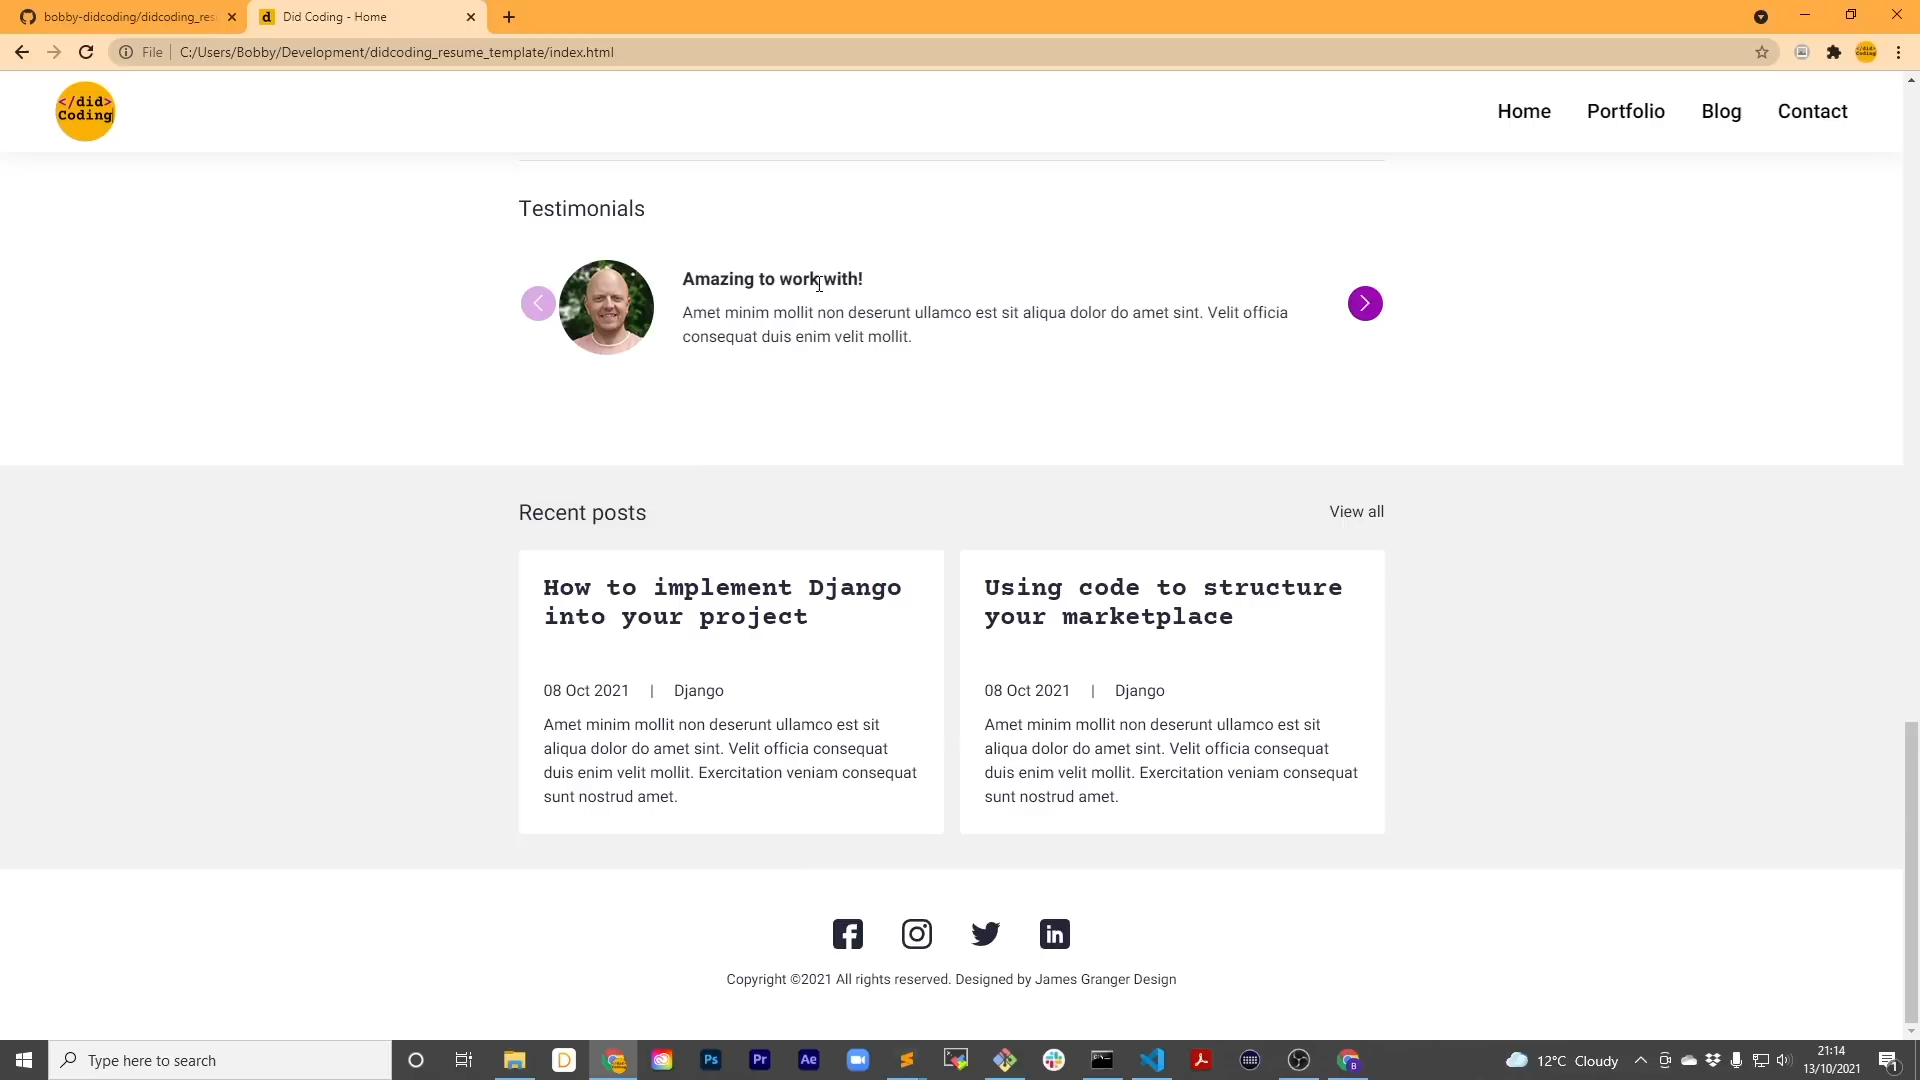 bobby-didcoding/didcoding_res
Did Coding - Home
File
C:/Users/Bobby/Development/didcoding_resume_template/index.html
</did>
Coding
Home
Portfolio
Blog
Contact
Testimonials
Amazing to work with!
Amet minim mollit non deserunt ullamco est sit aliqua dolor do amet sint. Velit officia
consequat duis enim velit mollit.
Recent posts
View all
How to implement Django
into your project
08 Oct 2021 | Django
Amet minim mollit non deserunt ullamco est sit
aliqua dolor do amet sint. Velit officia consequat
duis enim velit mollit. Exercitation veniam consequat
sunt nostrud amet.
Using code to structure
your marketplace
08 Oct 2021 | Django
Amet minim mollit non deserunt ullamco est sit
aliqua dolor do amet sint. Velit officia consequat
duis enim velit mollit. Exercitation veniam consequat
sunt nostrud amet.
Copyright ©2021 All rights reserved. Designed by James Granger Design
Type here to search
Ps
Pr
Ae
12°C Cloudy
21:14
13/10/2021
1